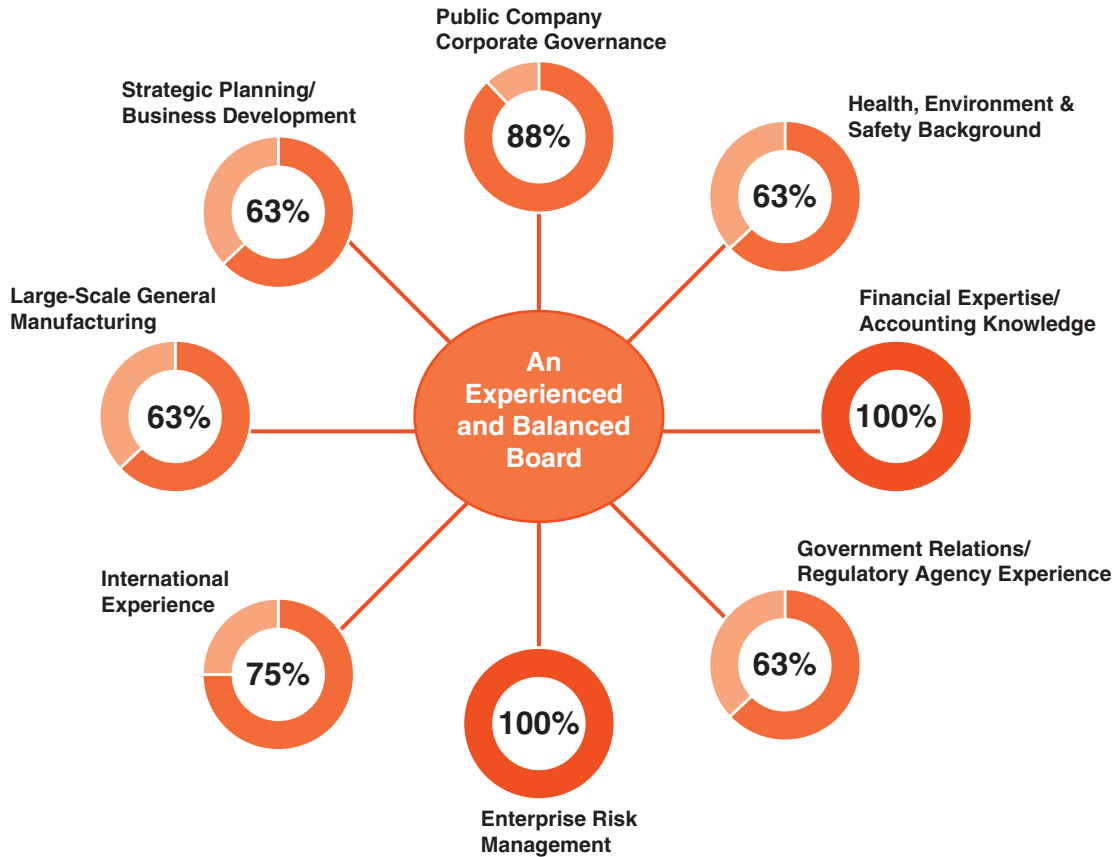 Public Company
Corporate Governance
88%
Strategic Planning/
Business Development
63%
Health, Environment &
Safety Background
63%
Large-Scale General
Manufacturing
63%
Financial Expertise/
Accounting Knowledge
100%
An
Experienced
and Balanced
Board
International
Experience
75%
Government Relations/
Regulatory Agency Experience
63%
100%
Enterprise Risk
Management